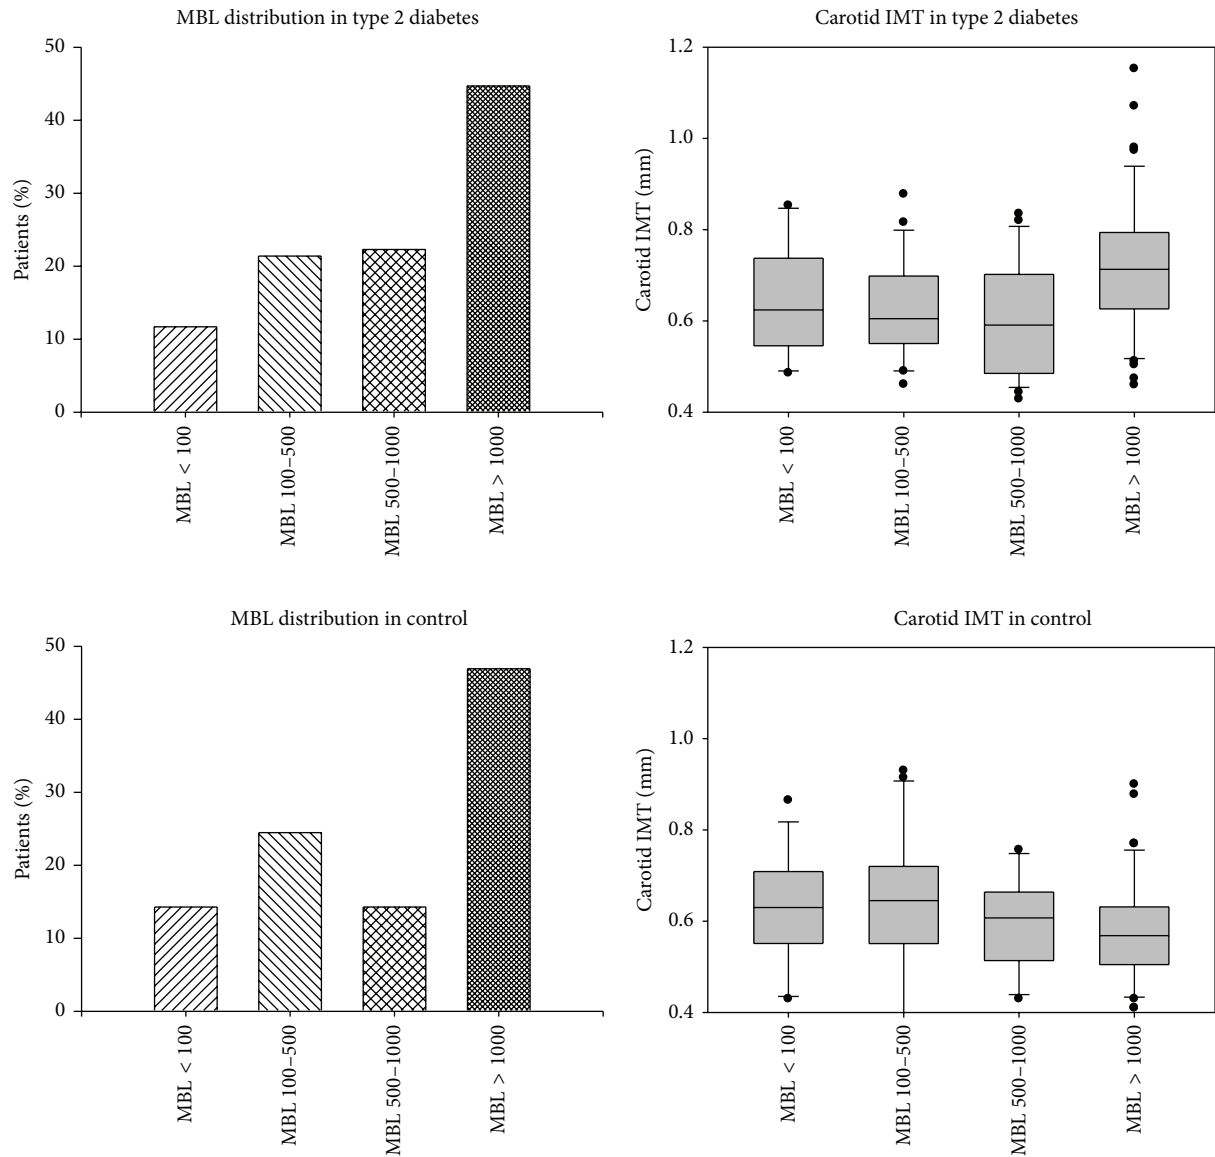 MBL distribution in type 2 diabetes
50
40
30
20
10
0
Patients (%)
MBL < 100
MBL 100–500
MBL 500–1000
MBL > 1000
Carotid IMT in type 2 diabetes
1.2
1.0
0.8
0.6
0.4
Carotid IMT (mm)
MBL < 100
MBL 100–500
MBL 500–1000
MBL > 1000
MBL distribution in control
50
40
30
20
10
0
Patients (%)
MBL < 100
MBL 100–500
MBL 500–1000
MBL > 1000
Carotid IMT in control
1.2
1.0
0.8
0.6
0.4
Carotid IMT (mm)
MBL < 100
MBL 100–500
MBL 500–1000
MBL > 1000